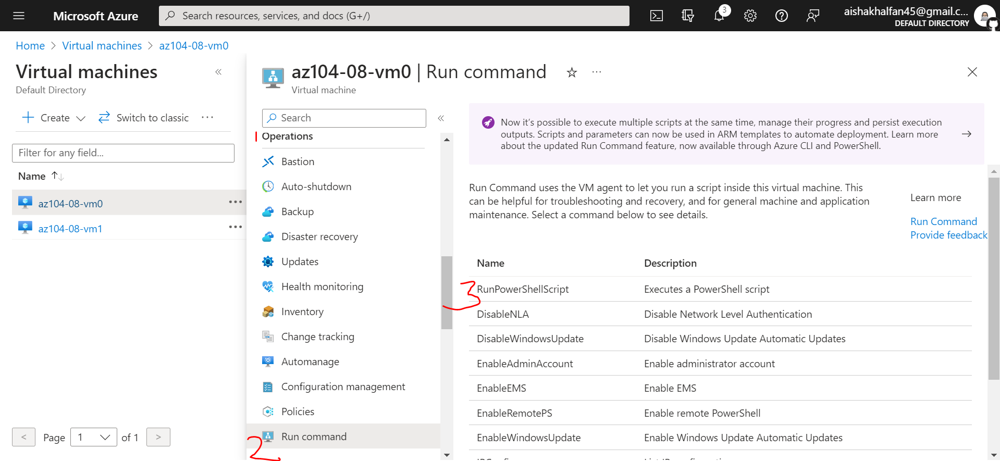 Microsoft Azure
Search resources, services, and docs (G+/)
3
aishakhalfan45@gmail.c...
DEFAULT DIRECTORY
Home > Virtual machines > az104-08-vm0
Virtual machines
Default Directory
Create
Switch to classic
Filter for any field...
Name
az104-08-vm0
az104-08-vm1
< Page 1 of 1 >
az104-08-vm0 | Run command
Virtual machine
Search
Operations
Bastion
Auto-shutdown
Backup
Disaster recovery
Updates
Health monitoring
Inventory
Change tracking
Automanage
Configuration management
Policies
Run command
2
Now it's possible to execute multiple scripts at the same time, manage their progress and persist execution
outputs. Scripts and parameters can now be used in ARM templates to automate deployment. Learn more
about the updated Run Command feature, now available through Azure CLI and PowerShell.
Run Command uses the VM agent to let you run a script inside this virtual machine. This
can be helpful for troubleshooting and recovery, and for general machine and application
maintenance. Select a command below to see details.
Learn more
Run Command
Provide feedback
Name Description
3 RunPowerShellScript Executes a PowerShell script
DisableNLA Disable Network Level Authentication
DisableWindowsUpdate Disable Windows Update Automatic Updates
EnableAdminAccount Enable administrator account
EnableEMS Enable EMS
EnableRemotePS Enable remote PowerShell
EnableWindowsUpdate Enable Windows Update Automatic Updates